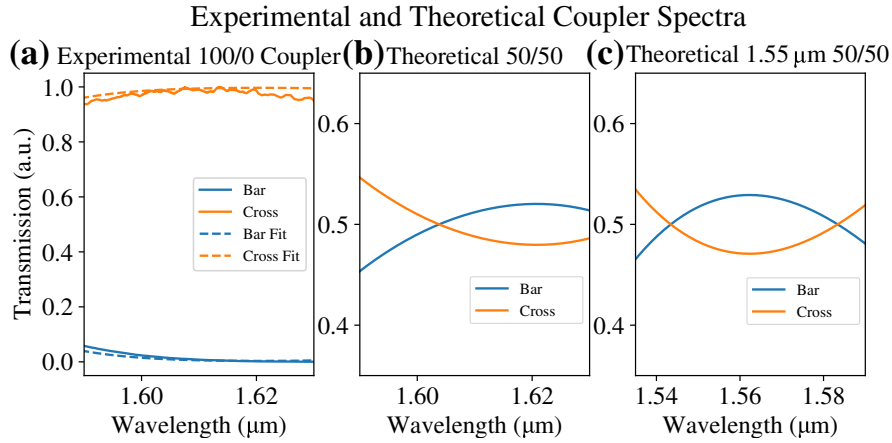 Experimental and Theoretical Coupler Spectra
(a) Experimental 100/0 Coupler
(b) Theoretical 50/50
(c) Theoretical 1.55 μm 50/50
Transmission (a.u.)
1.0
0.8
0.6
0.4
0.2
0.0
Bar
Cross
Bar Fit
Cross Fit
1.60
1.62
Wavelength (μm)
0.6
0.5
0.4
Bar
Cross
1.60
1.62
Wavelength (μm)
0.6
0.5
0.4
Bar
Cross
1.54
1.56
1.58
Wavelength (μm)